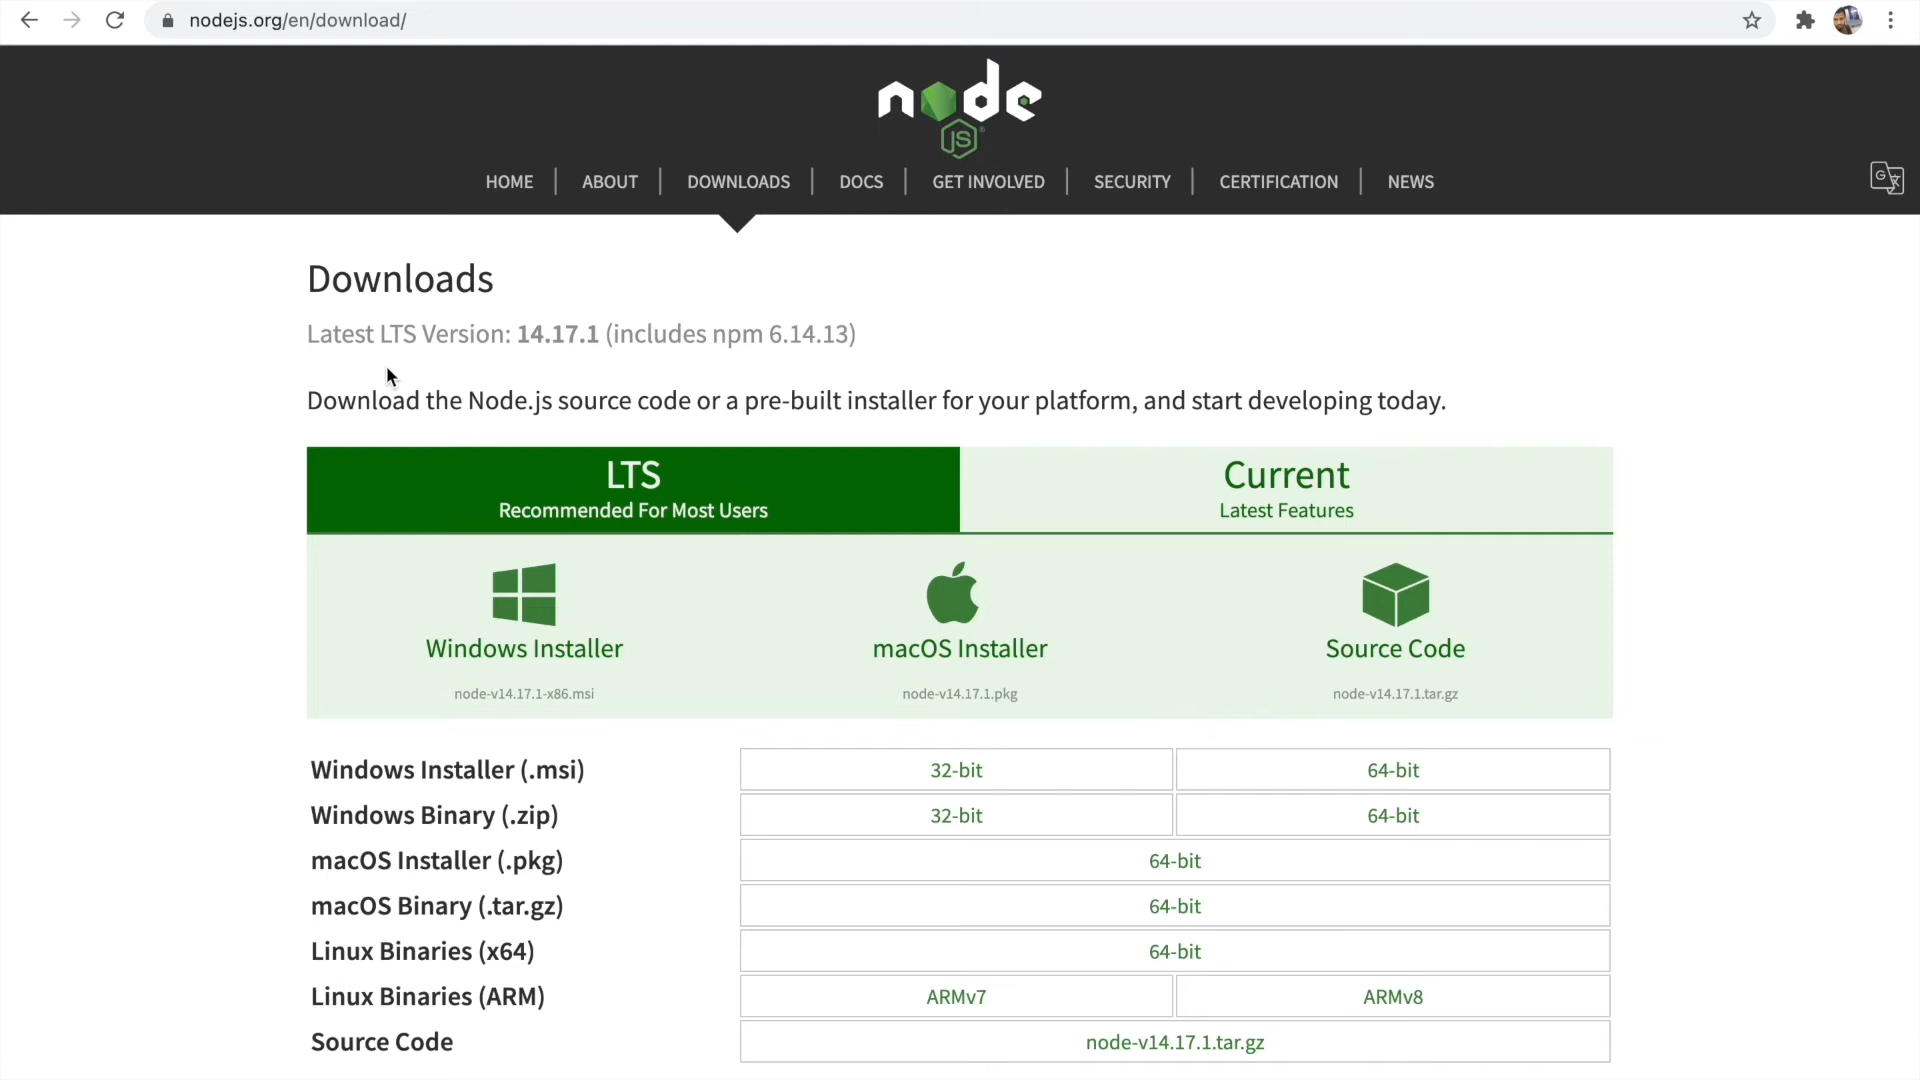 nodejs.org/en/download/
node
JS
HOME ABOUT DOWNLOADS DOCS GET INVOLVED SECURITY CERTIFICATION NEWS
Downloads
Latest LTS Version: 14.17.1 (includes npm 6.14.13)
Download the Node.js source code or a pre-built installer for your platform, and start developing today.
LTS
Recommended For Most Users
Current
Latest Features
Windows Installer
node-v14.17.1-x86.msi
macOS Installer
node-v14.17.1.pkg
Source Code
node-v14.17.1.tar.gz
Windows Installer (.msi) 32-bit 64-bit
Windows Binary (.zip) 32-bit 64-bit
macOS Installer (.pkg) 64-bit
macOS Binary (.tar.gz) 64-bit
Linux Binaries (x64) 64-bit
Linux Binaries (ARM) ARMv7 ARMv8
Source Code node-v14.17.1.tar.gz